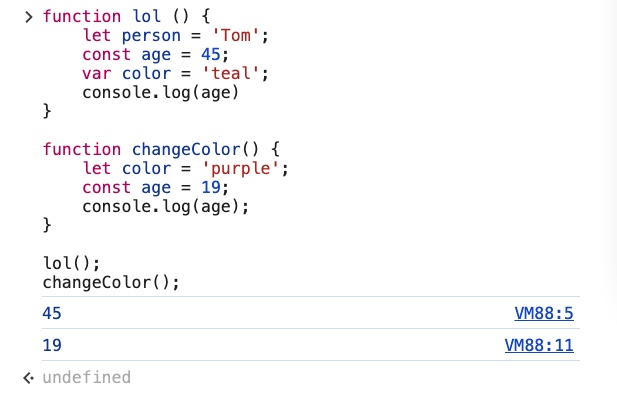 function lol () {
    let person = 'Tom';
    const age = 45;
    var color = 'teal';
    console.log(age)
}

function changeColor() {
    let color = 'purple';
    const age = 19;
    console.log(age);
}

lol();
changeColor();
45 VM88:5
19 VM88:11
undefined